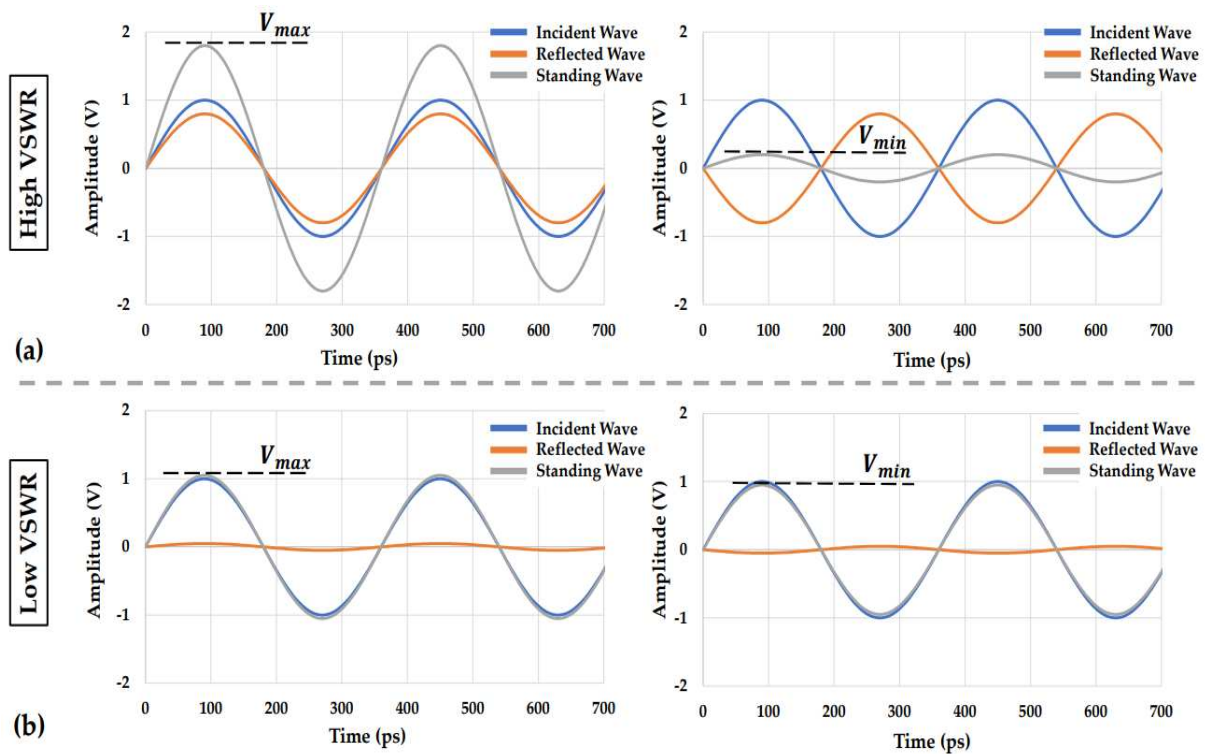 High VSWR
(a)
V_max
Incident Wave
Reflected Wave
Standing Wave
Amplitude (V)
2
1
0
-1
-2
0 100 200 300 400 500 600 700
Time (ps)
V_min
Incident Wave
Reflected Wave
Standing Wave
Amplitude (V)
2
1
0
-1
-2
0 100 200 300 400 500 600 700
Time (ps)
Low VSWR
(b)
V_max
Incident Wave
Reflected Wave
Standing Wave
Amplitude (V)
2
1
0
-1
-2
0 100 200 300 400 500 600 700
Time (ps)
V_min
Incident Wave
Reflected Wave
Standing Wave
Amplitude (V)
2
1
0
-1
-2
0 100 200 300 400 500 600 700
Time (ps)